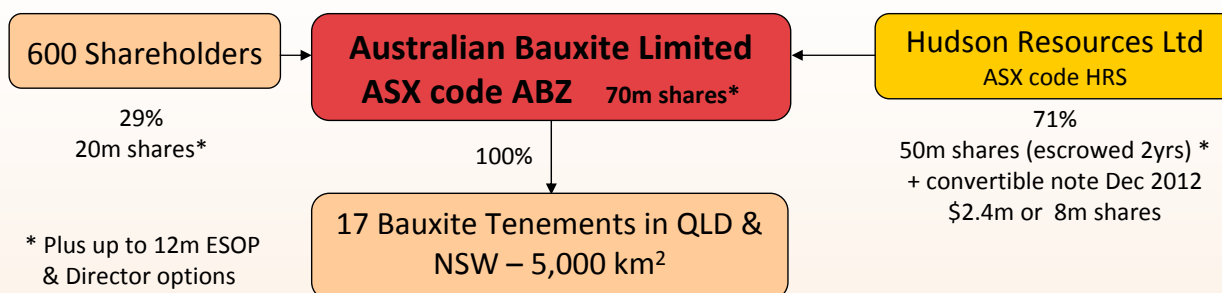 600 Shareholders
29%
20m shares*
Australian Bauxite Limited
ASX code ABZ 70m shares*
Hudson Resources Ltd
ASX code HRS
71%
50m shares (escrowed 2yrs) *
+ convertible note Dec 2012
$2.4m or 8m shares
100%
17 Bauxite Tenements in QLD &
NSW – 5,000 km²
* Plus up to 12m ESOP
& Director options